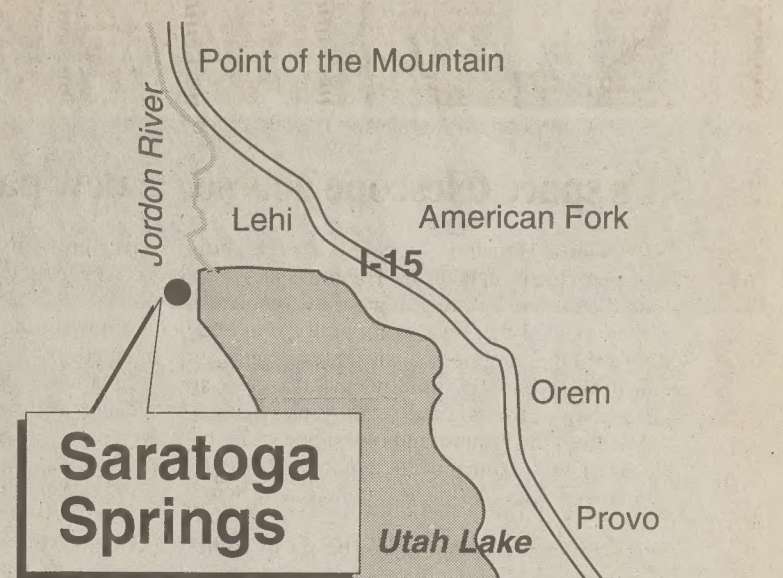 Point of the Mountain
Jordon River
Lehi
American Fork
I-15
Orem
Saratoga
Springs
Provo
Utah Lake